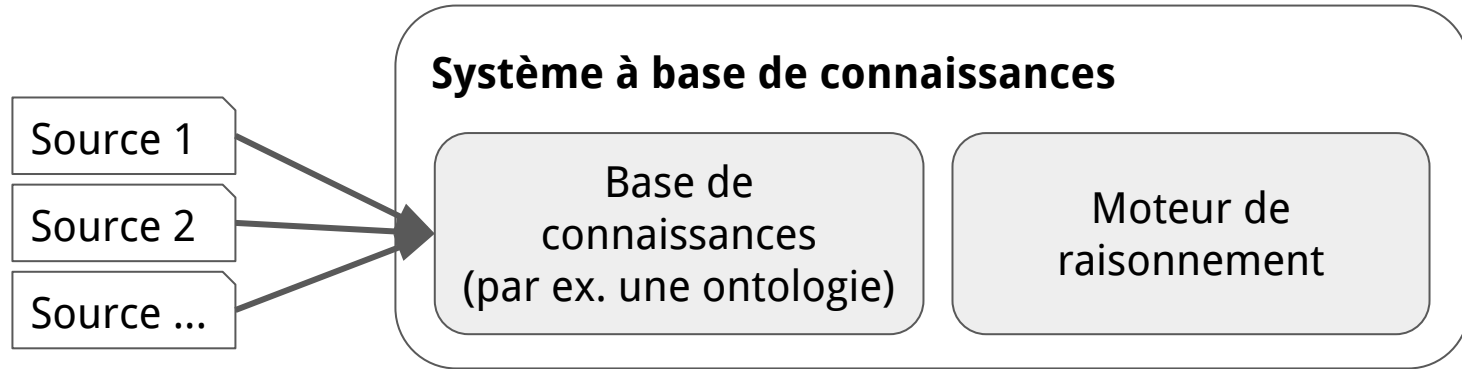 Système à base de connaissances
Source 1
Source 2
Source ...
Base de
connaissances
(par ex. une ontologie)
Moteur de
raisonnement